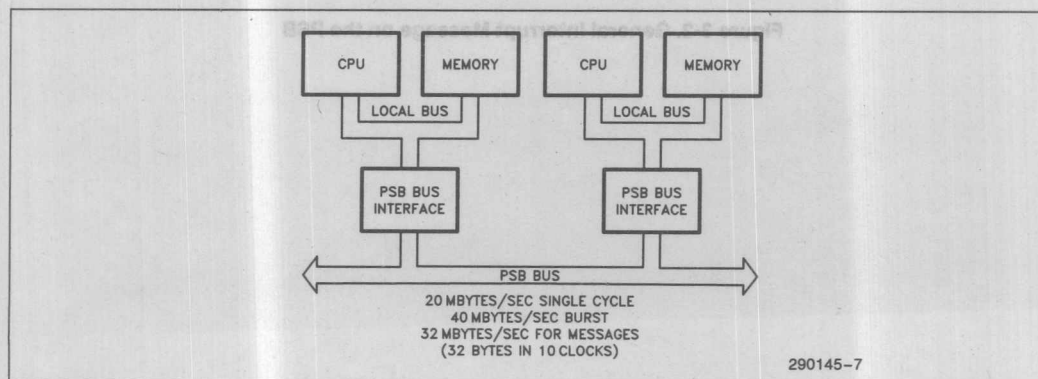 Figure 2-2. General Interrupt Message on the PSB
CPU
MEMORY
CPU
MEMORY
LOCAL BUS
LOCAL BUS
PSB BUS
INTERFACE
PSB BUS
INTERFACE
PSB BUS
20 MBYTES/SEC SINGLE CYCLE
40 MBYTES/SEC BURST
32 MBYTES/SEC FOR MESSAGES
(32 BYTES IN 10 CLOCKS)
290145-7